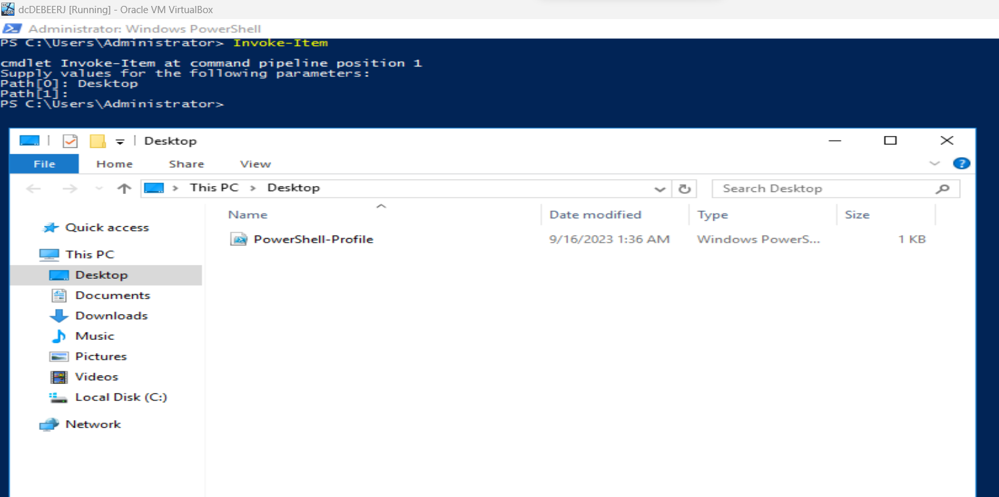 dcDEBEERJ [Running] - Oracle VM VirtualBox
Administrator: Windows PowerShell
PS C:\Users\Administrator> Invoke-Item
cmdlet Invoke-Item at command pipeline position 1
Supply values for the following parameters:
Path[0]: Desktop
Path[1]:
PS C:\Users\Administrator>
Desktop
File Home Share View
This PC > Desktop
Search Desktop
Name Date modified Type Size
PowerShell-Profile 9/16/2023 1:36 AM Windows PowerS... 1 KB
Quick access
This PC
Desktop
Documents
Downloads
Music
Pictures
Videos
Local Disk (C:)
Network